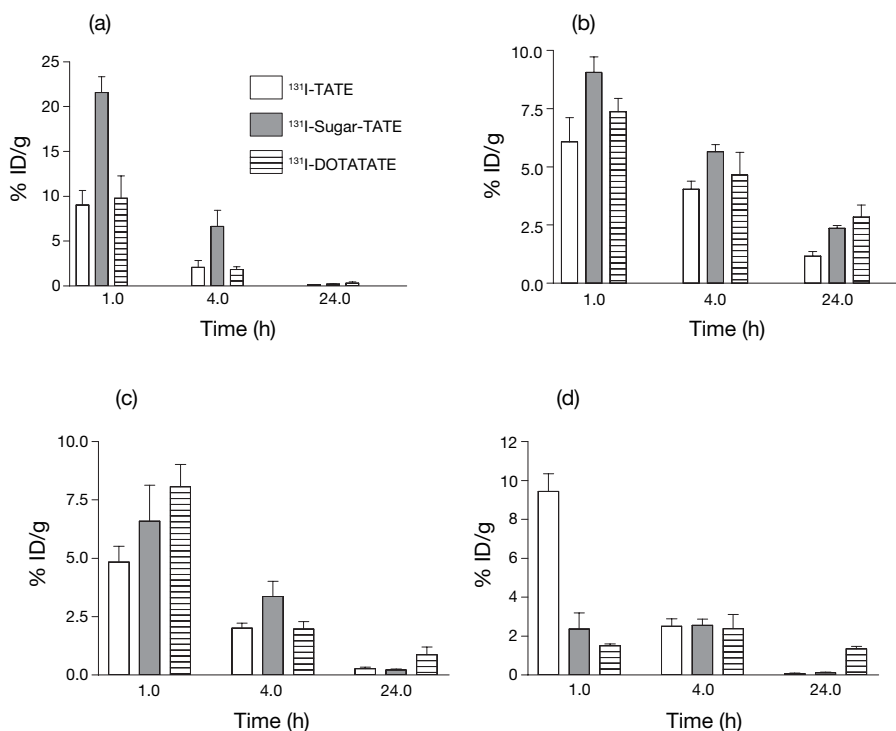 (a)
25
20
15
10
5
0
% ID/g
1.0 4.0 24.0
Time (h)
¹³¹I-TATE
¹³¹I-Sugar-TATE
¹³¹I-DOTATATE
(b)
10.0
7.5
5.0
2.5
0.0
% ID/g
1.0 4.0 24.0
Time (h)
(c)
10.0
7.5
5.0
2.5
0.0
% ID/g
1.0 4.0 24.0
Time (h)
(d)
12
10
8
6
4
2
0
% ID/g
1.0 4.0 24.0
Time (h)